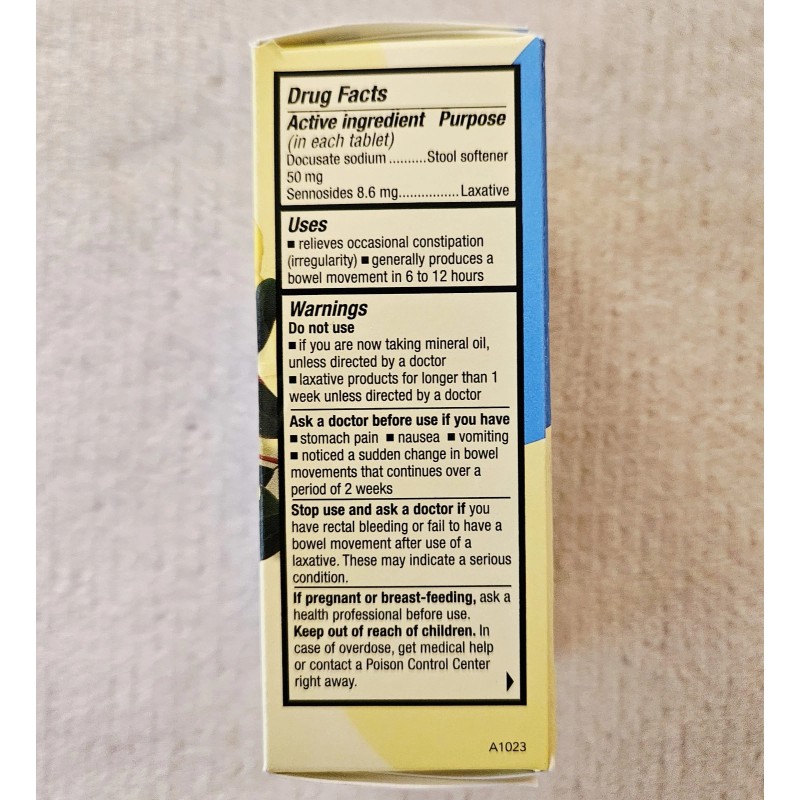 Drug Facts
Active ingredient Purpose
(in each tablet)
Docusate sodium ..........Stool softener
50 mg
Sennosides 8.6 mg................Laxative
Uses
■ relieves occasional constipation
(irregularity) ■ generally produces a
bowel movement in 6 to 12 hours
Warnings
Do not use
■ if you are now taking mineral oil,
unless directed by a doctor
■ laxative products for longer than 1
week unless directed by a doctor
Ask a doctor before use if you have
■ stomach pain ■ nausea ■ vomiting
■ noticed a sudden change in bowel
movements that continues over a
period of 2 weeks
Stop use and ask a doctor if you
have rectal bleeding or fail to have a
bowel movement after use of a
laxative. These may indicate a serious
condition.
If pregnant or breast-feeding, ask a
health professional before use.
Keep out of reach of children. In
case of overdose, get medical help
or contact a Poison Control Center
right away.
A1023